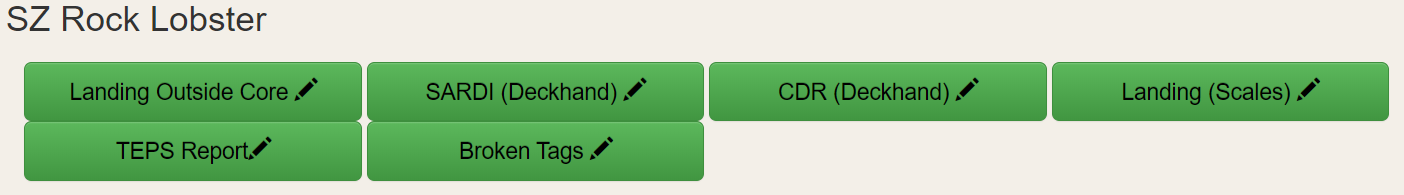 SZ Rock Lobster
Landing Outside Core SARDI (Deckhand) CDR (Deckhand) Landing (Scales)
TEPS Report Broken Tags